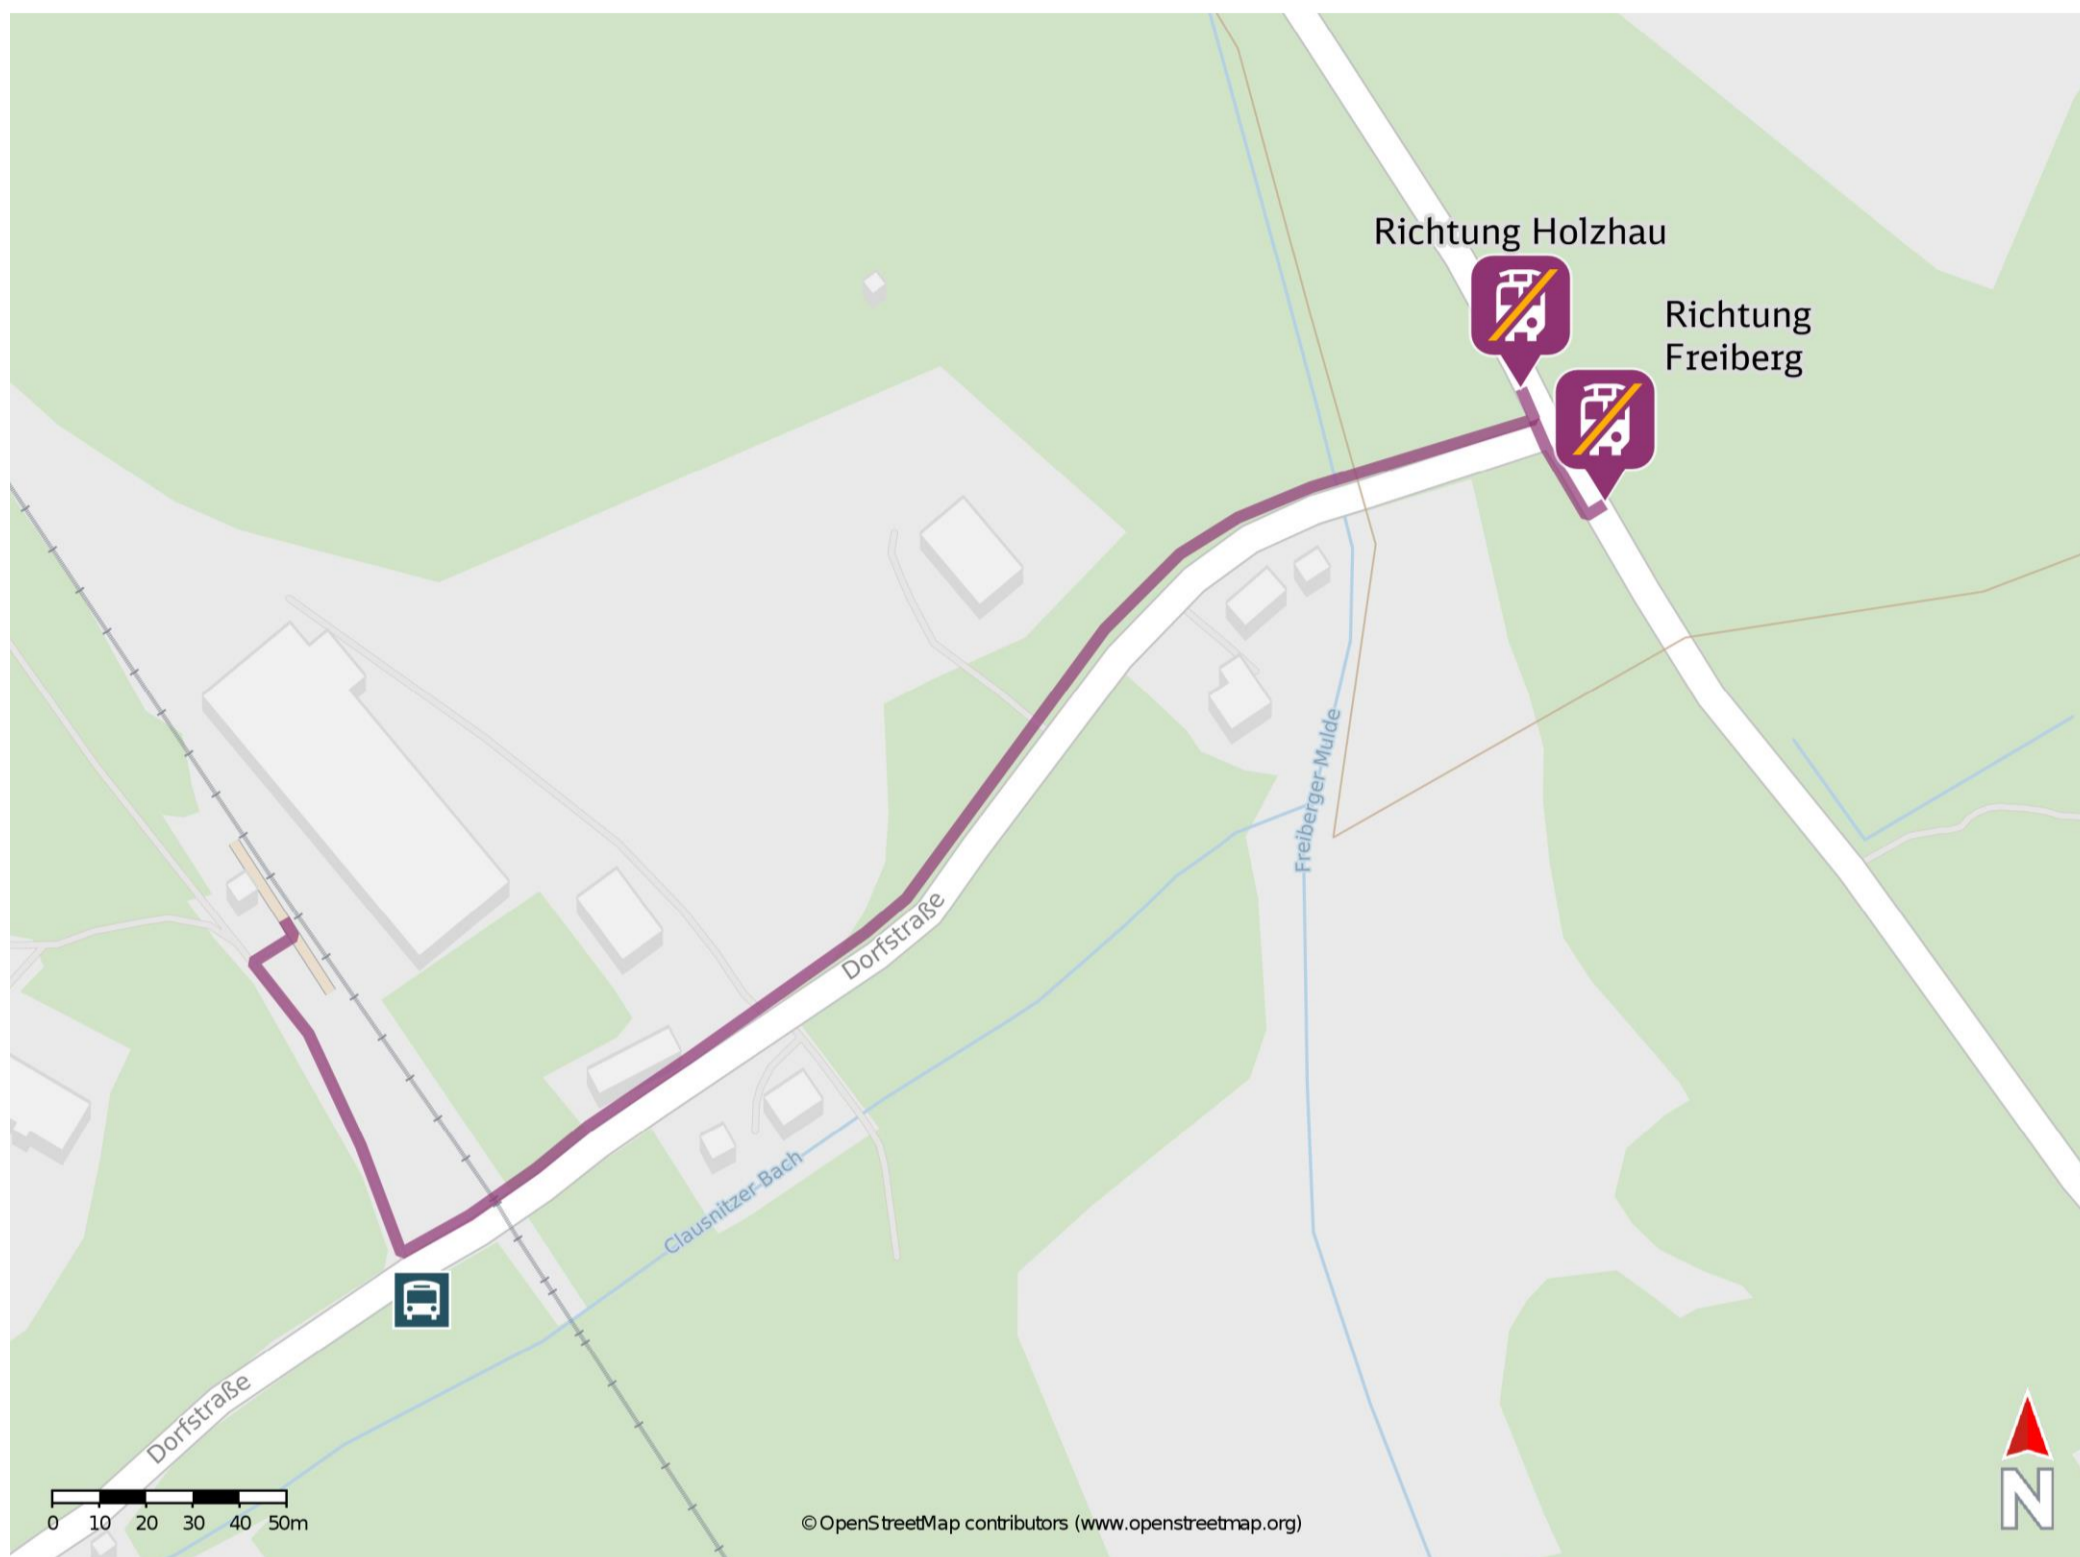 Richtung Holzhau
Richtung
Freiberg
Freiberger-Mulde
Dorfstraße
Clausnitzer-Bach
Dorfstraße
0 10 20 30 40 50m
© OpenStreetMap contributors (www.openstreetmap.org)
N